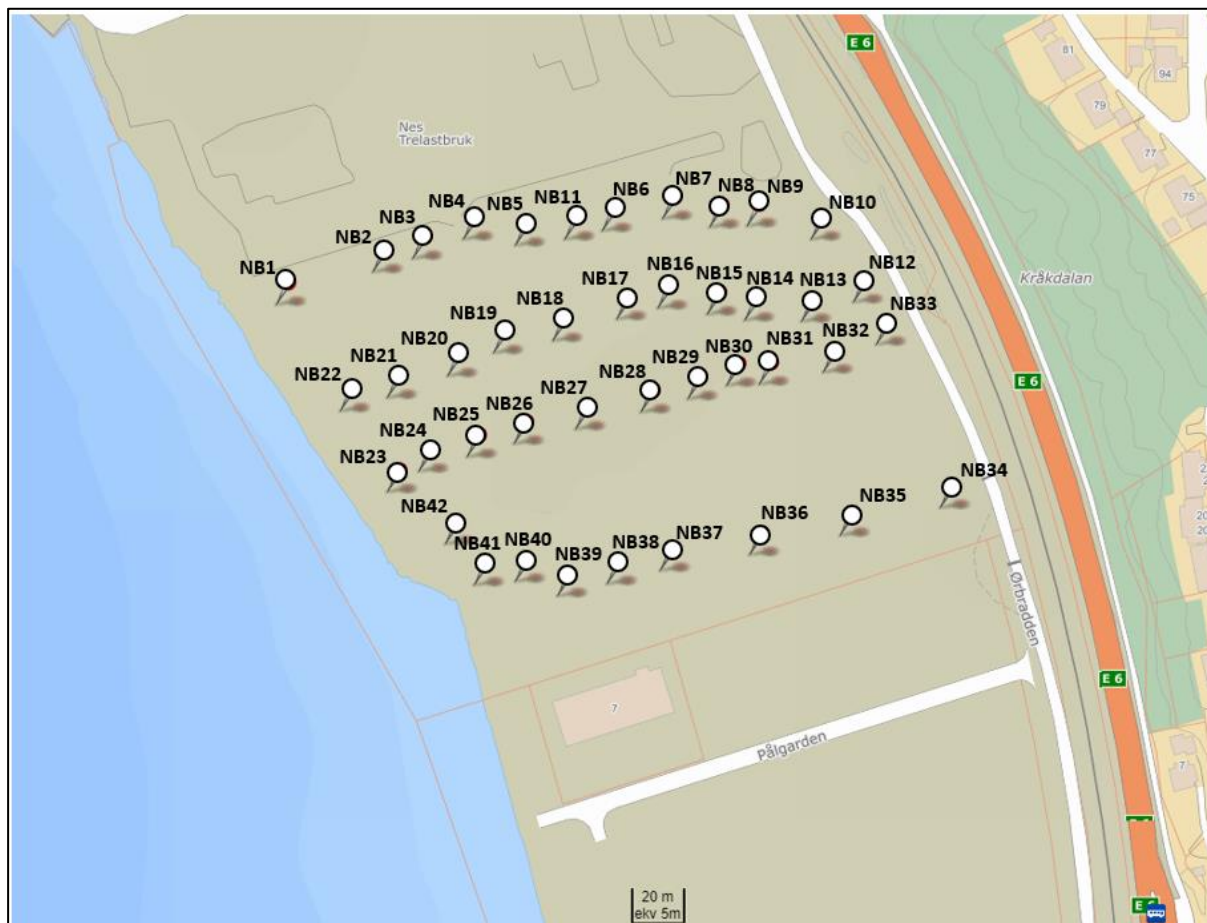 E 6
81
94
79
77
75
Nes
Trelastbruk
NB7
NB6
NB8
NB9
NB11
NB4
NB5
NB10
NB3
NB2
NB1
Kråkdalan
NB12
NB16
NB15
NB14
NB13
NB17
NB18
NB33
NB19
NB20
NB32
NB31
NB30
NB29
NB21
NB22
NB28
NB27
E 6
NB26
NB25
NB24
NB23
NB34
NB35
NB42
NB36
NB41
NB40
NB39
NB38
NB37
Ørbradden
E 6
7
Pålgarden
7
20 m
ekv 5m